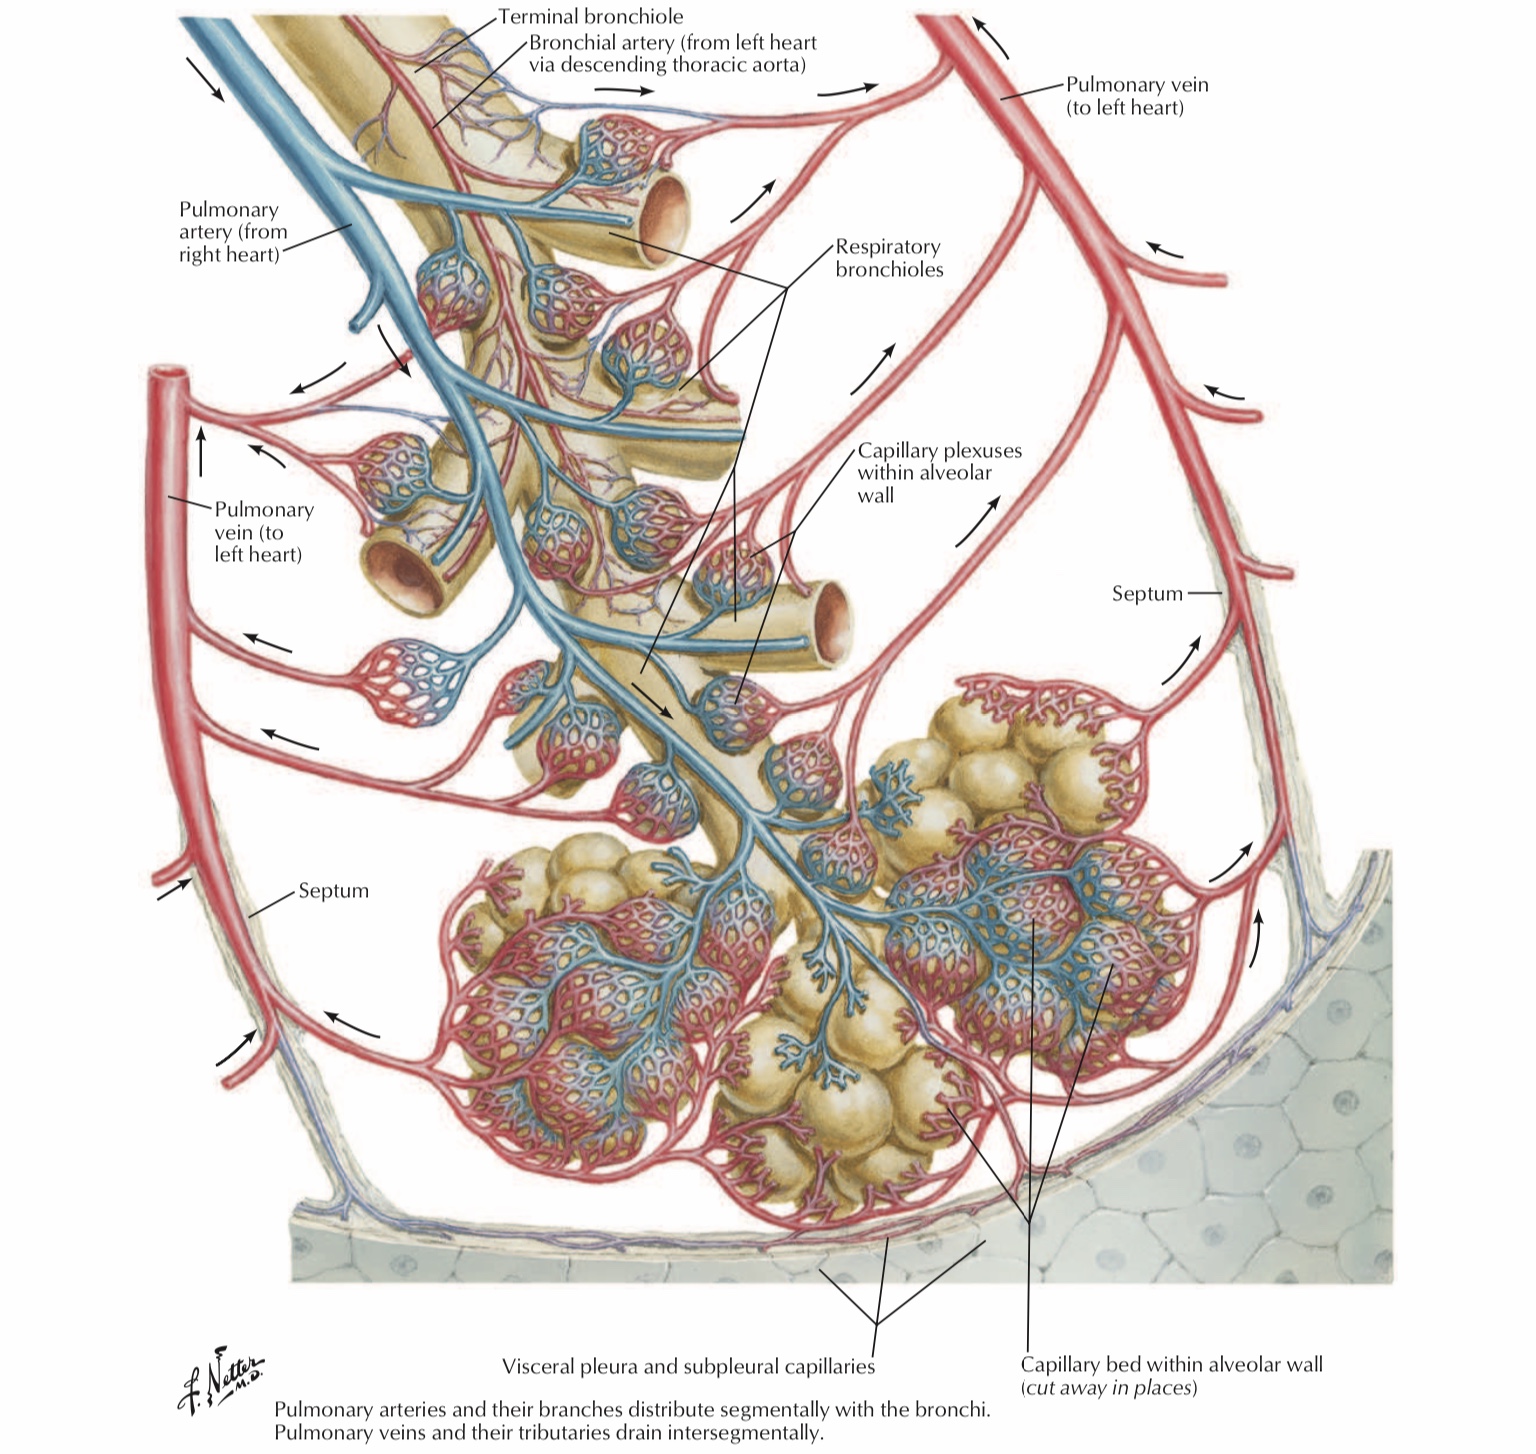 Terminal bronchiole
Bronchial artery (from left heart
via descending thoracic aorta)
Pulmonary vein
(to left heart)
Pulmonary
artery (from
right heart)
Respiratory
bronchioles
Capillary plexuses
within alveolar
wall
Pulmonary
vein (to
left heart)
Septum
Septum
Visceral pleura and subpleural capillaries
Capillary bed within alveolar wall
(cut away in places)
F. Netter
M.D.
Pulmonary arteries and their branches distribute segmentally with the bronchi.
Pulmonary veins and their tributaries drain intersegmentally.